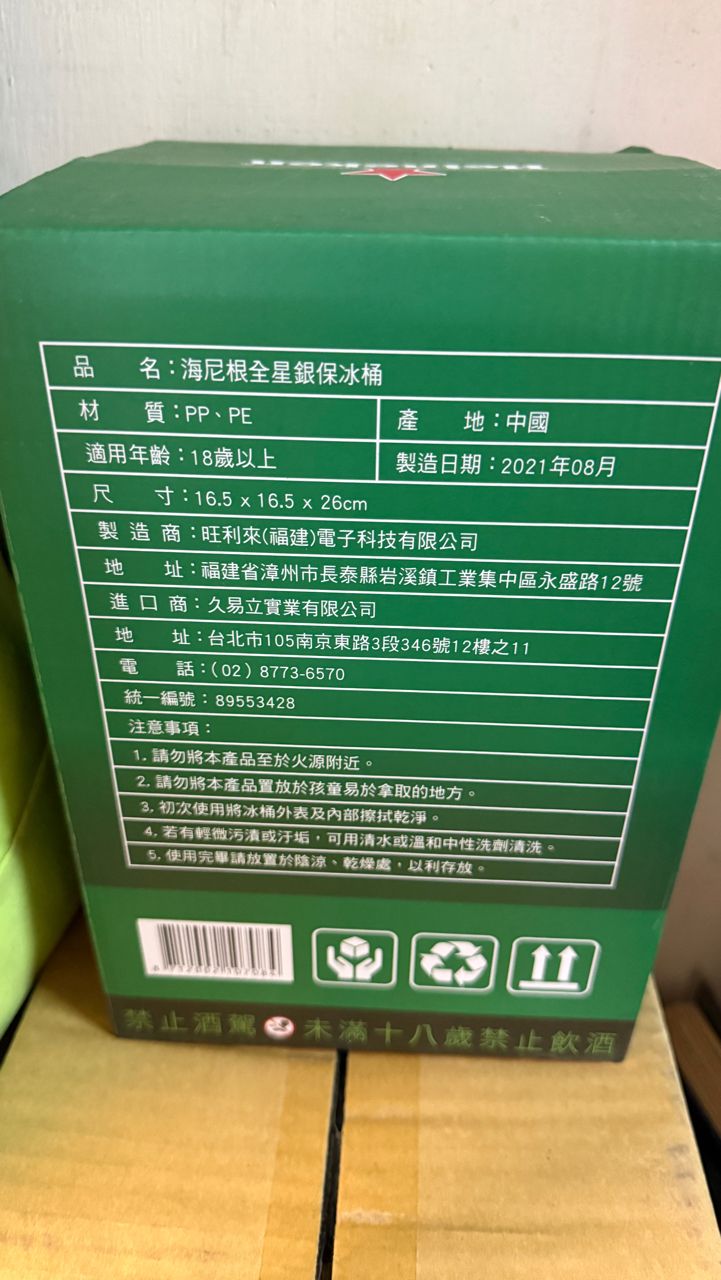 品　　名：海尼根全星銀保冰桶
材　　質：PP、PE
產　　地：中國
適用年齡：18歲以上
製造日期：2021年08月
尺　　寸：16.5 x 16.5 x 26cm
製 造 商：旺利來(福建)電子科技有限公司
地　　址：福建省漳州市長泰縣岩溪鎮工業集中區永盛路12號
進 口 商：久易立實業有限公司
地　　址：台北市105南京東路3段346號12樓之11
電　　話：(02) 8773-6570
統一編號：89553428
注意事項：
1. 請勿將本產品至於火源附近。
2. 請勿將本產品置放於孩童易於拿取的地方。
3. 初次使用將冰桶外表及內部擦拭乾淨。
4. 若有輕微污漬或汙垢，可用清水或溫和中性洗劑清洗。
5. 使用完畢請放置於陰涼、乾燥處，以利存放。
禁止酒駕 未滿十八歲禁止飲酒